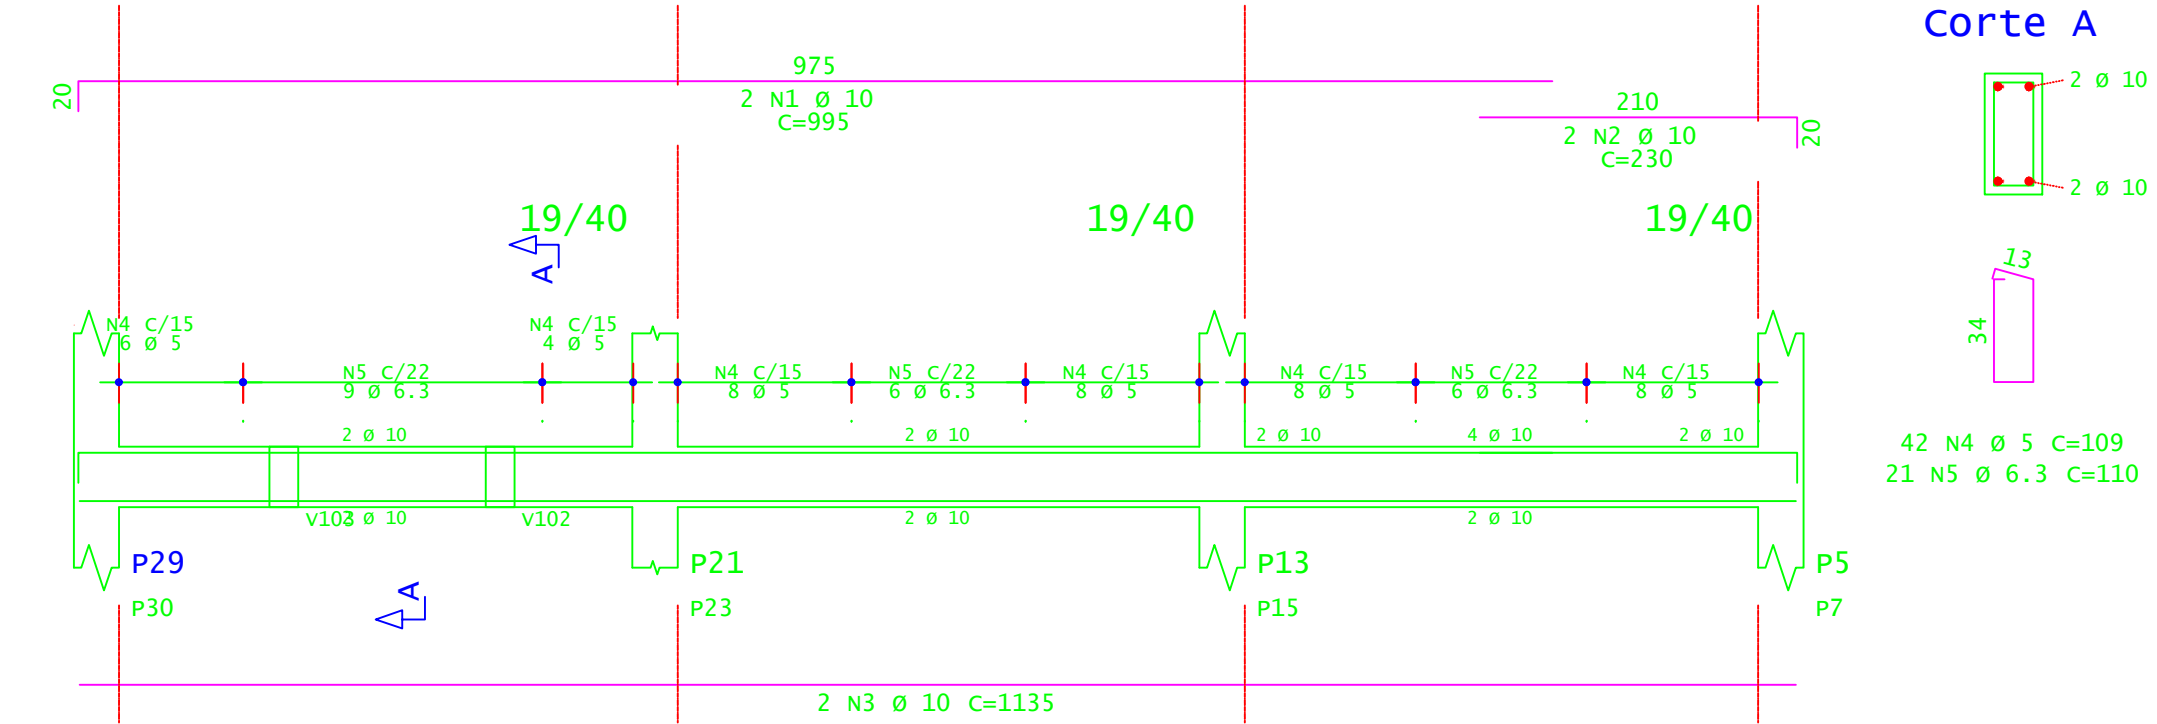 Corte A
975
20
2 N1 Ø 10
C=995
210
20
2 N2 Ø 10
C=230
2 Ø 10
2 Ø 10
19/40
19/40
19/40
A
13
34
N4 C/15
6 Ø 5
N5 C/22
9 Ø 6.3
N4 C/15
4 Ø 5
N4 C/15
8 Ø 5
N5 C/22
6 Ø 6.3
N4 C/15
8 Ø 5
N4 C/15
8 Ø 5
N5 C/22
6 Ø 6.3
N4 C/15
8 Ø 5
2 Ø 10
2 Ø 10
2 Ø 10
4 Ø 10
2 Ø 10
42 N4 Ø 5 C=109
21 N5 Ø 6.3 C=110
V103
2 Ø 10
V102
2 Ø 10
2 Ø 10
P29
P21
P13
P5
A
P30
P23
P15
P7
2 N3 Ø 10 C=1135